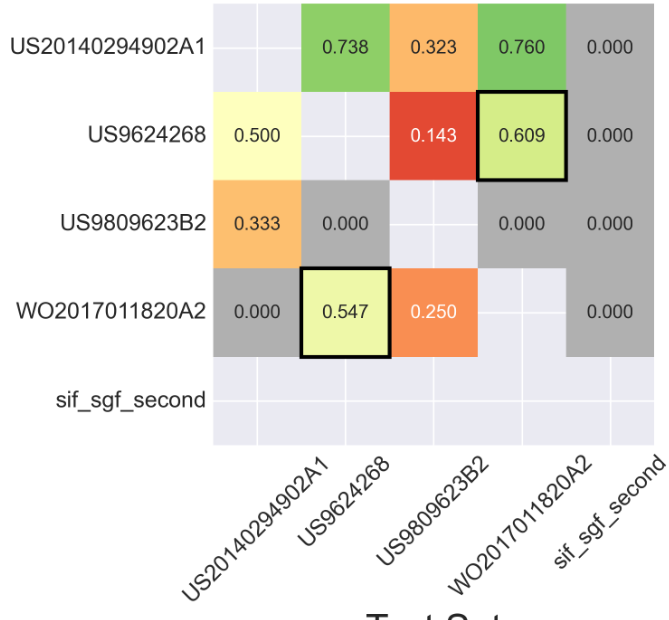 US20140294902A1 0.738 0.323 0.760 0.000
US9624268 0.500 0.143 0.609 0.000
US9809623B2 0.333 0.000 0.000 0.000
WO2017011820A2 0.000 0.547 0.250 0.000
sif_sgf_second
US20140294902A1 US9624268 US9809623B2 WO2017011820A2 sif_sgf_second